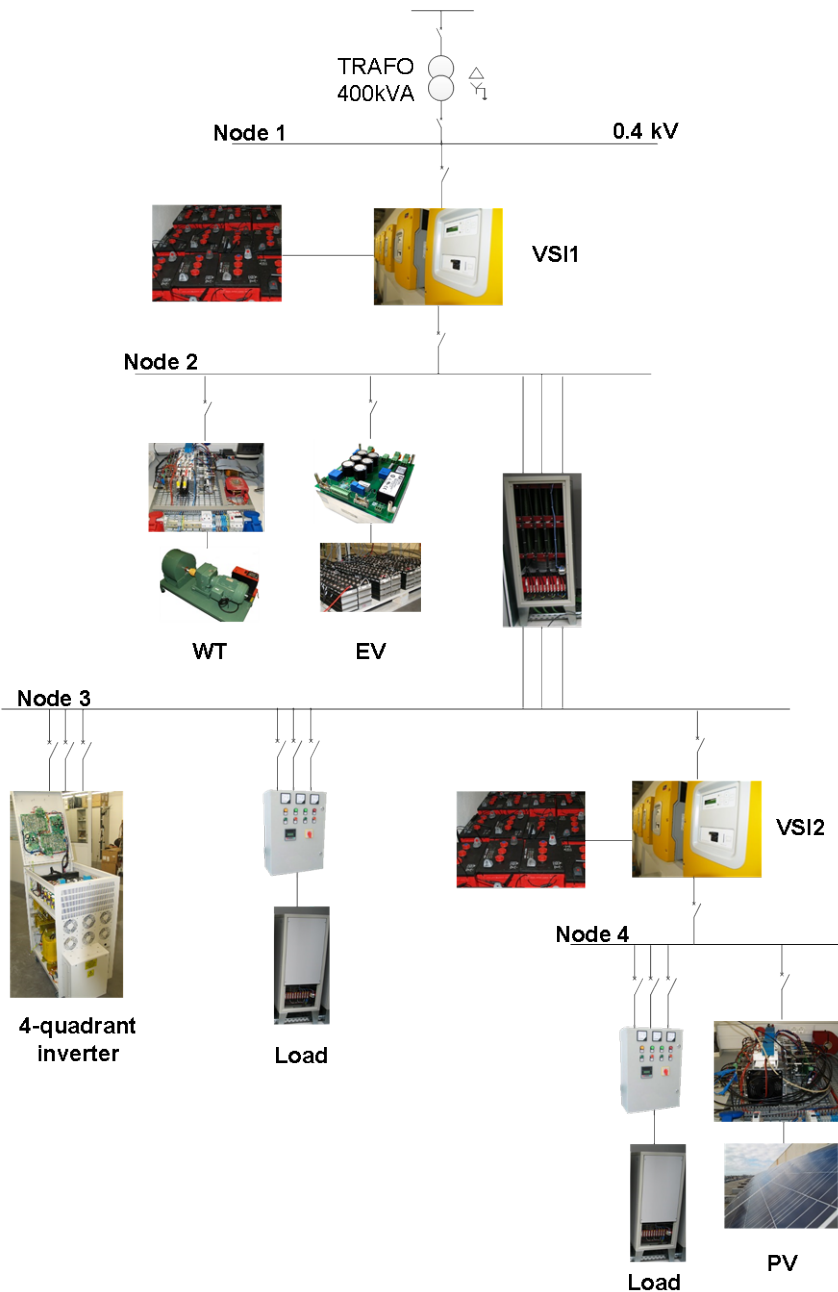 TRAFO
400kVA
Node 1
0.4 kV
VSI1
Node 2
WT
EV
Node 3
VSI2
Node 4
4-quadrant
inverter
Load
PV
Load